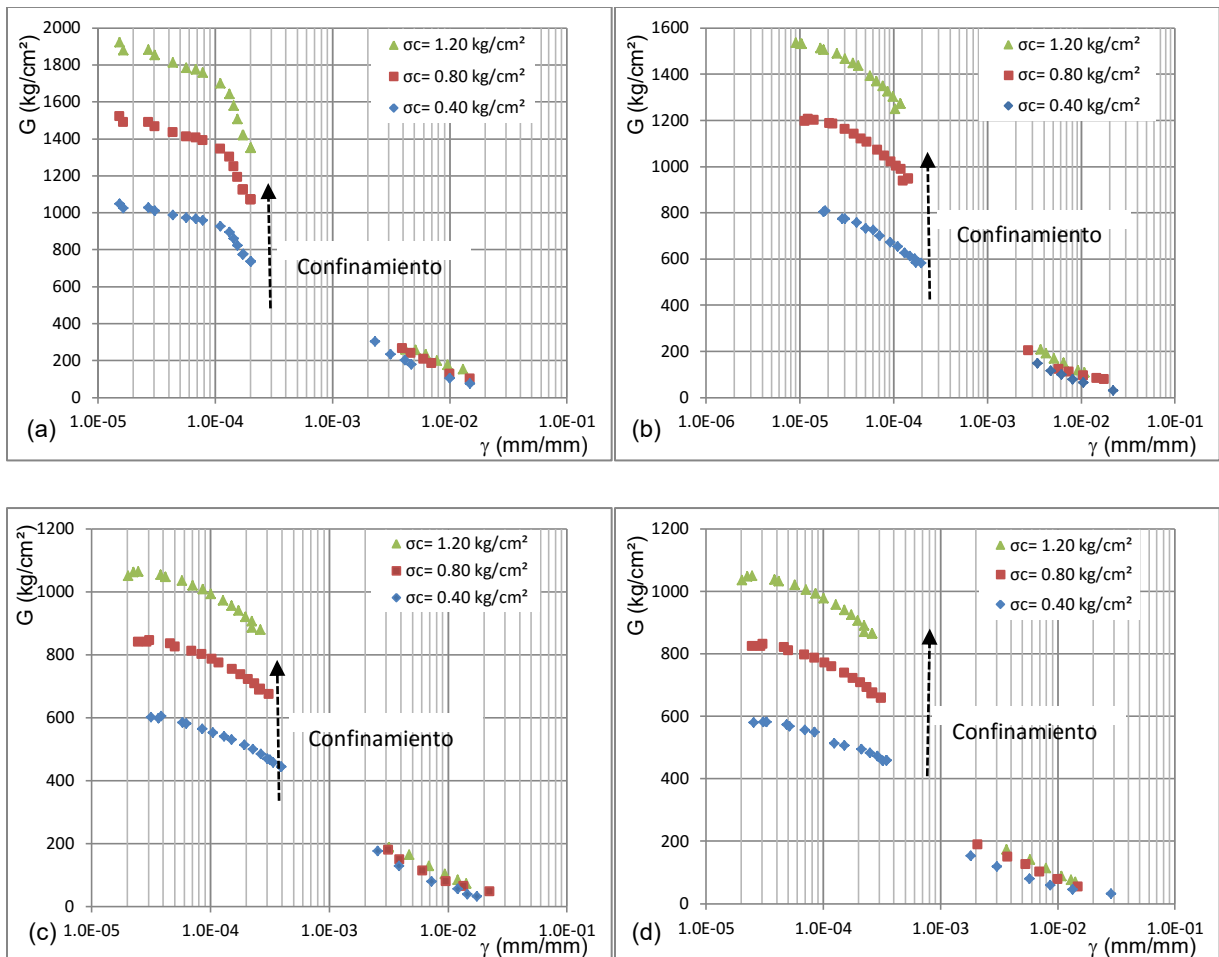 G (kg/cm²)
2000
1800
1600
1400
1200
1000
800
600
400
200
0
σc= 1.20 kg/cm²
σc= 0.80 kg/cm²
σc= 0.40 kg/cm²
Confinamiento
1.0E-05 1.0E-04 1.0E-03 1.0E-02 1.0E-01
(a)
γ (mm/mm)
G (kg/cm²)
1600
1400
1200
1000
800
600
400
200
0
σc= 1.20 kg/cm²
σc= 0.80 kg/cm²
σc= 0.40 kg/cm²
Confinamiento
1.0E-06 1.0E-05 1.0E-04 1.0E-03 1.0E-02 1.0E-01
(b)
γ (mm/mm)
G (kg/cm²)
1200
1000
800
600
400
200
0
σc= 1.20 kg/cm²
σc= 0.80 kg/cm²
σc= 0.40 kg/cm²
Confinamiento
1.0E-05 1.0E-04 1.0E-03 1.0E-02 1.0E-01
(c)
γ (mm/mm)
G (kg/cm²)
1200
1000
800
600
400
200
0
σc= 1.20 kg/cm²
σc= 0.80 kg/cm²
σc= 0.40 kg/cm²
Confinamiento
1.0E-05 1.0E-04 1.0E-03 1.0E-02 1.0E-01
(d)
γ (mm/mm)